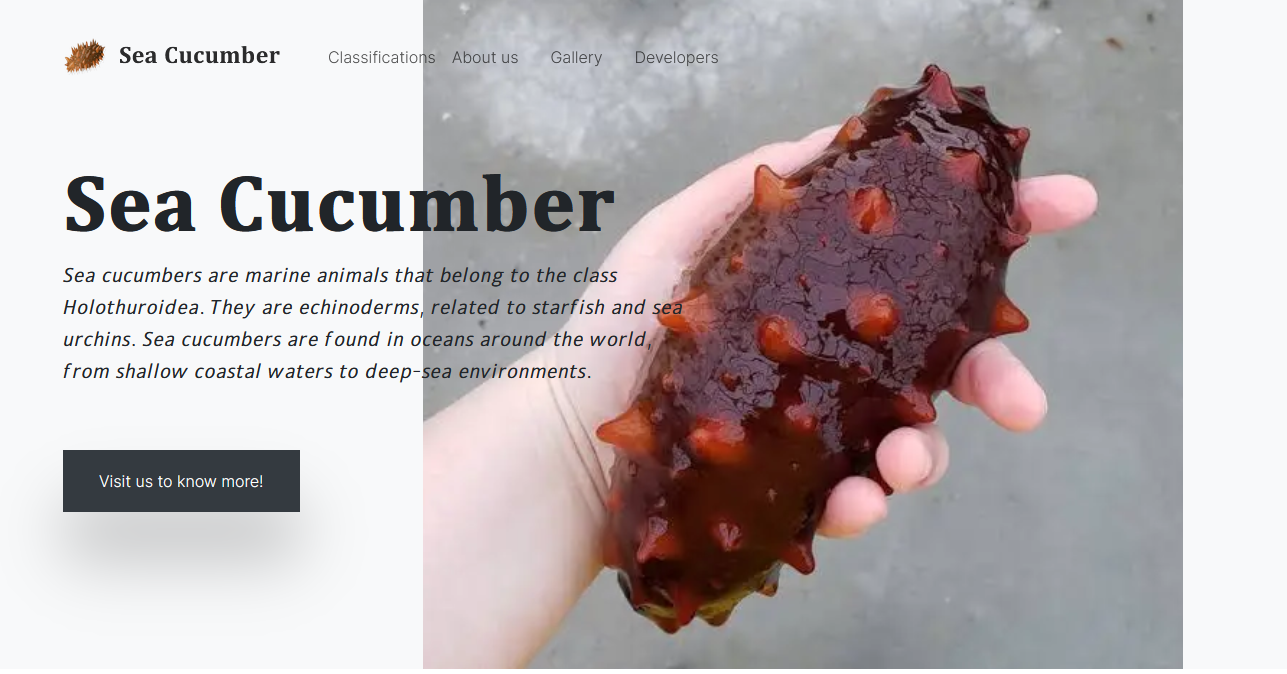 Sea Cucumber
Classifications About us Gallery Developers
Sea Cucumber
Sea cucumbers are marine animals that belong to the class
Holothuroidea. They are echinoderms, related to starfish and sea
urchins. Sea cucumbers are found in oceans around the world,
from shallow coastal waters to deep-sea environments.
Visit us to know more!